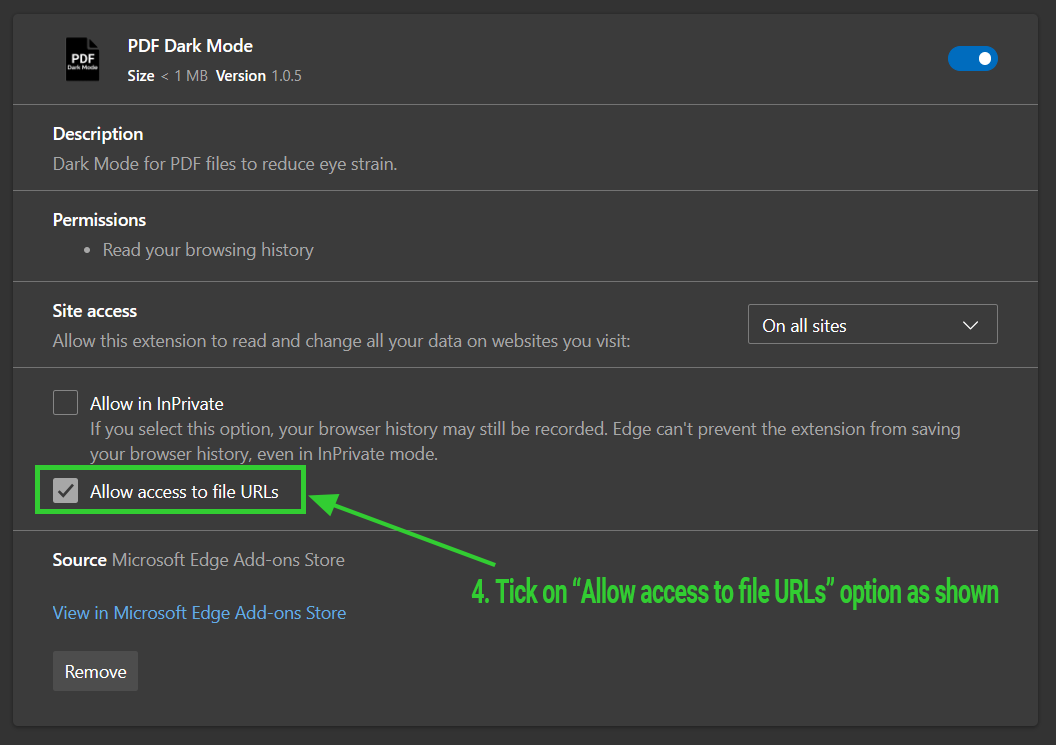 PDF
Dark Mode
PDF Dark Mode
Size < 1 MB Version 1.0.5
Description
Dark Mode for PDF files to reduce eye strain.
Permissions
• Read your browsing history
Site access
Allow this extension to read and change all your data on websites you visit:
On all sites
Allow in InPrivate
If you select this option, your browser history may still be recorded. Edge can't prevent the extension from saving
your browser history, even in InPrivate mode.
Allow access to file URLs
Source Microsoft Edge Add-ons Store
4. Tick on “Allow access to file URLs” option as shown
View in Microsoft Edge Add-ons Store
Remove